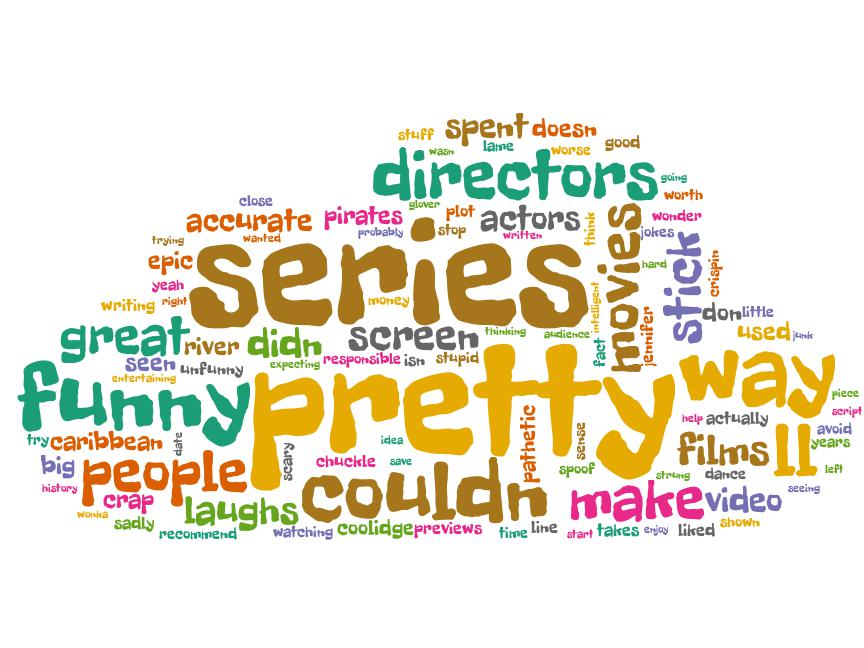 spent doesn
stuff good
wasn lame worse
directors going
worth
close glover
accurate pirates plot actors think movies wonder
trying wanted probably stop written jokes
epic series hard stick crispin
yeah
writing right money intelligent donlittle
great river didn screen thinking audience fact jennifer used junk
seen unfunny expecting responsible isn stupid
entertaining
funny pretty way piece
help actually script
try caribbean date idea pathetic sense avoid
big people scary chuckle save spoof films ll years
strung dance left
history crap laughs couldn make video seeing
wonka sadly coolidge previews shown
recommend watching time line start takes enjoy liked